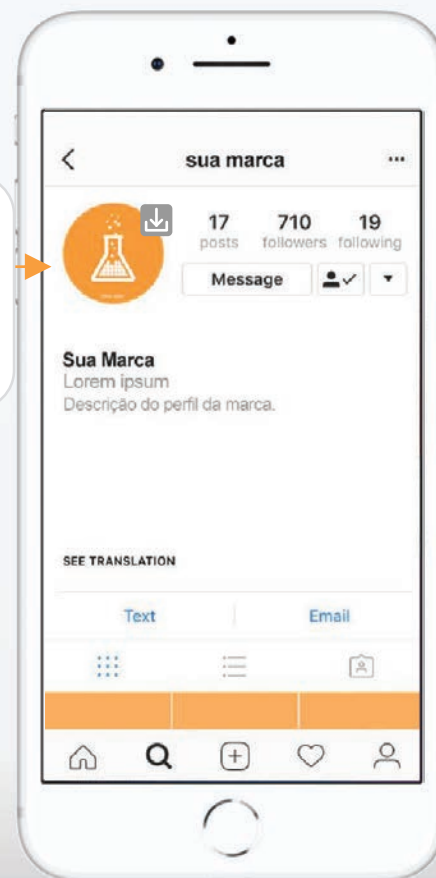 sua marca
17 710 19
posts followers following
Message
Sua Marca
Lorem ipsum
Descrição do perfil da marca.
SEE TRANSLATION
Text Email